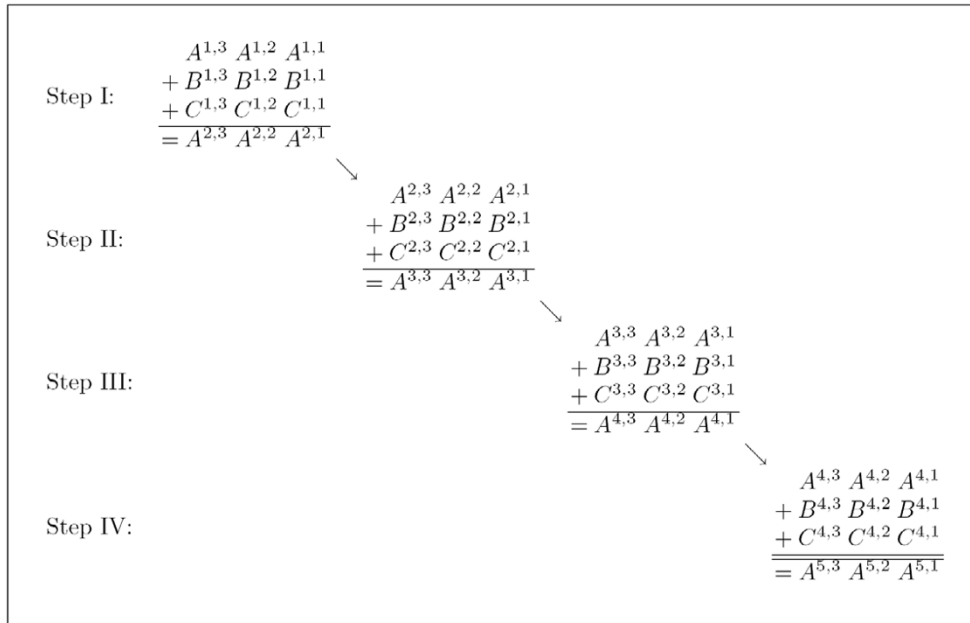 A^{1,3} A^{1,2} A^{1,1}
+ B^{1,3} B^{1,2} B^{1,1}
Step I:
+ C^{1,3} C^{1,2} C^{1,1}
= A^{2,3} A^{2,2} A^{2,1}
↘
A^{2,3} A^{2,2} A^{2,1}
+ B^{2,3} B^{2,2} B^{2,1}
Step II:
+ C^{2,3} C^{2,2} C^{2,1}
= A^{3,3} A^{3,2} A^{3,1}
↘
A^{3,3} A^{3,2} A^{3,1}
+ B^{3,3} B^{3,2} B^{3,1}
Step III:
+ C^{3,3} C^{3,2} C^{3,1}
= A^{4,3} A^{4,2} A^{4,1}
↘
A^{4,3} A^{4,2} A^{4,1}
+ B^{4,3} B^{4,2} B^{4,1}
Step IV:
+ C^{4,3} C^{4,2} C^{4,1}
= A^{5,3} A^{5,2} A^{5,1}